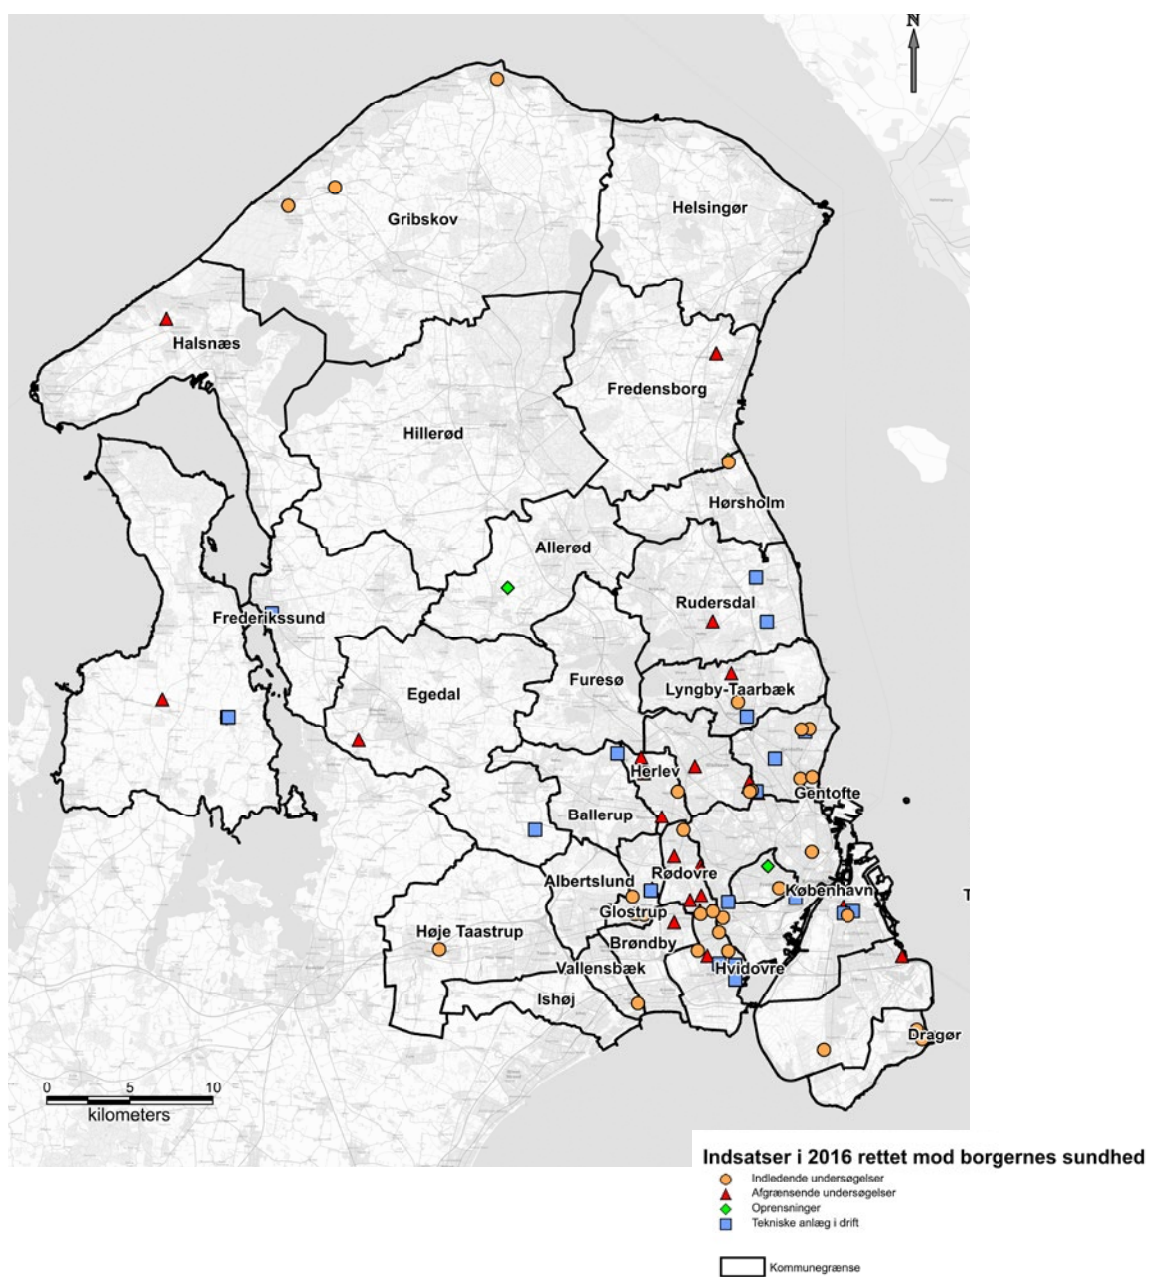 N
Helsingør
Gribskov
Halsnæs
Fredensborg
Hillerød
Hørsholm
Allerød
Rudersdal
Frederikssund
Furesø
Lyngby-Taarbæk
Egedal
Herlev
Gentofte
Ballerup
Rødovre
Albertslund
København
Glostrup
Høje Taastrup
Brøndby
Vallensbæk
Hvidovre
Ishøj
Dragør
0 5 10
kilometers
Indsatser i 2016 rettet mod borgernes sundhed
Indledende undersøgelser
Afgrænsende undersøgelser
Oprensninger
Tekniske anlæg i drift
Kommunegrænse